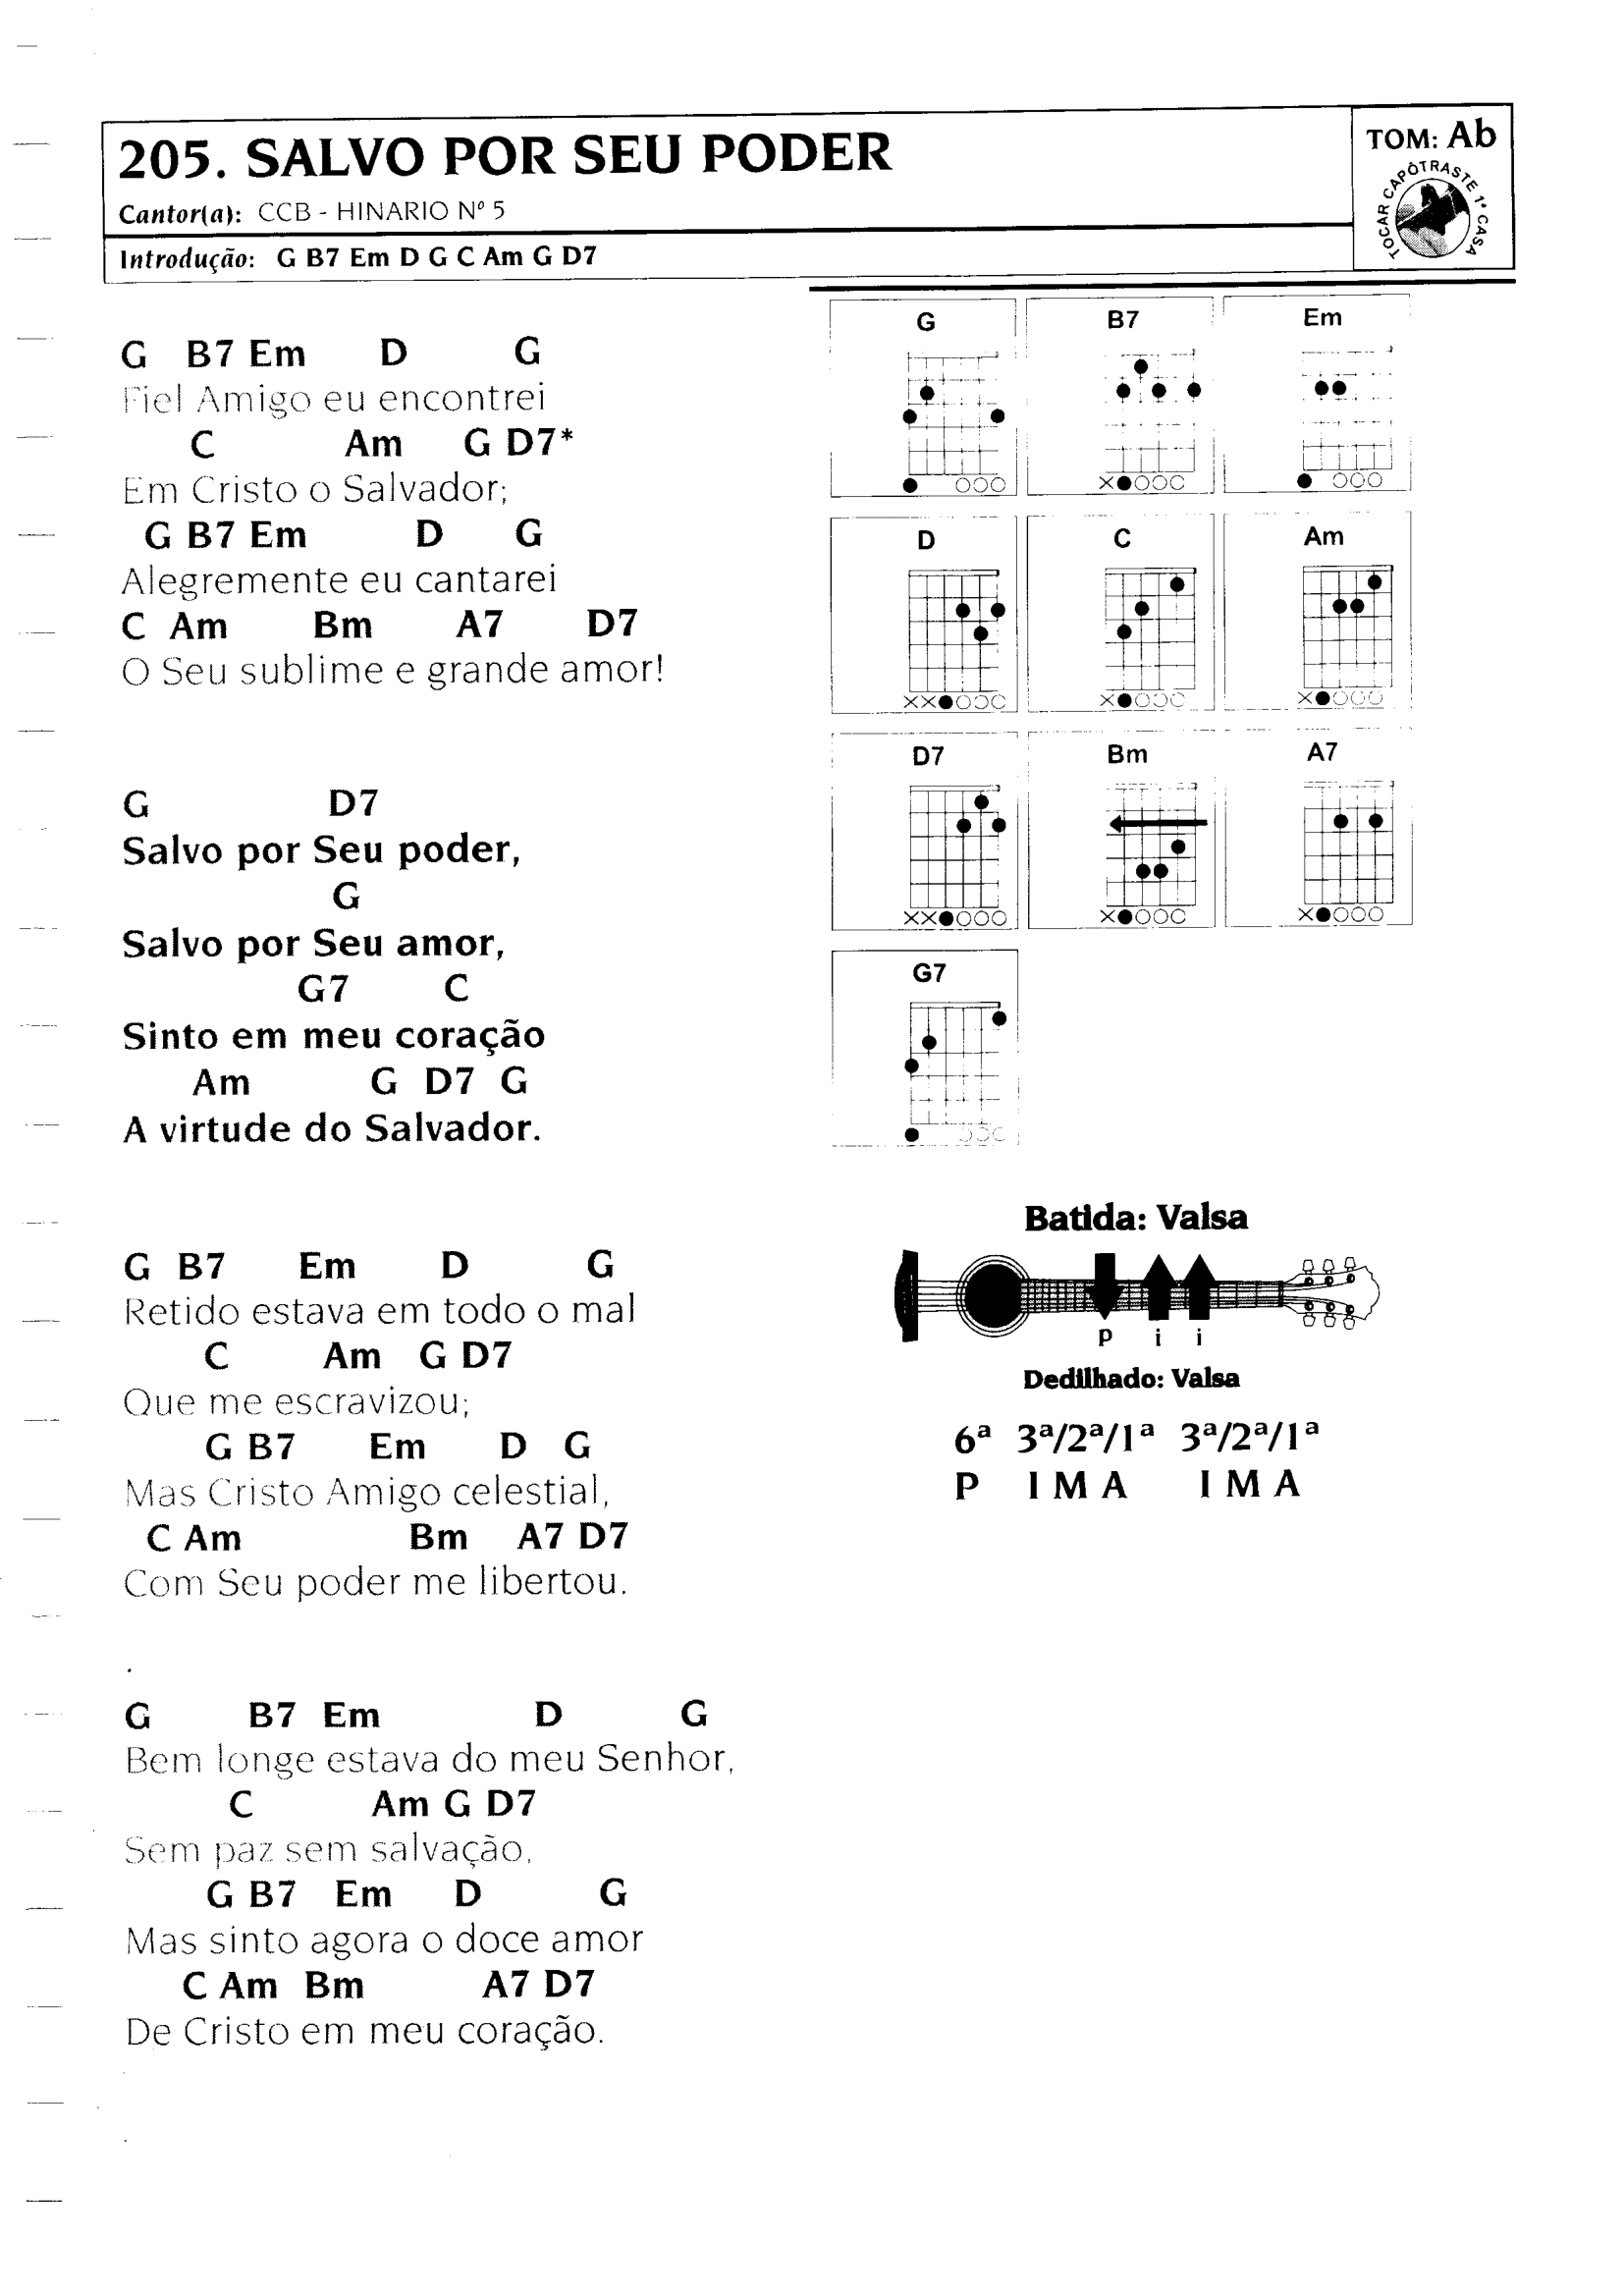 205. SALVO POR SEU PODER
Cantor(a): CCB - HINARIO Nº 5
Introdução: G B7 Em D G C Am G D7
TOM: Ab
TOCAR CAPÔTRASTE 1ª CASA
G B7 Em D G
Fiel Amigo eu encontrei
C Am G D7*
Em Cristo o Salvador;
G B7 Em D G
Alegremente eu cantarei
C Am Bm A7 D7
O Seu sublime e grande amor!
G D7
Salvo por Seu poder,
G
Salvo por Seu amor,
G7 C
Sinto em meu coração
Am G D7 G
A virtude do Salvador.
G B7 Em D G
Retido estava em todo o mal
C Am G D7
Que me escravizou;
G B7 Em D G
Mas Cristo Amigo celestial,
C Am Bm A7 D7
Com Seu poder me libertou.
G B7 Em D G
Bem longe estava do meu Senhor,
C Am G D7
Sem paz sem salvação,
G B7 Em D G
Mas sinto agora o doce amor
C Am Bm A7 D7
De Cristo em meu coração.
G B7 Em
D C Am
D7 Bm A7
G7
Batida: Valsa
p i i
Dedilhado: Valsa
6ª 3ª/2ª/1ª 3ª/2ª/1ª
P I M A I M A